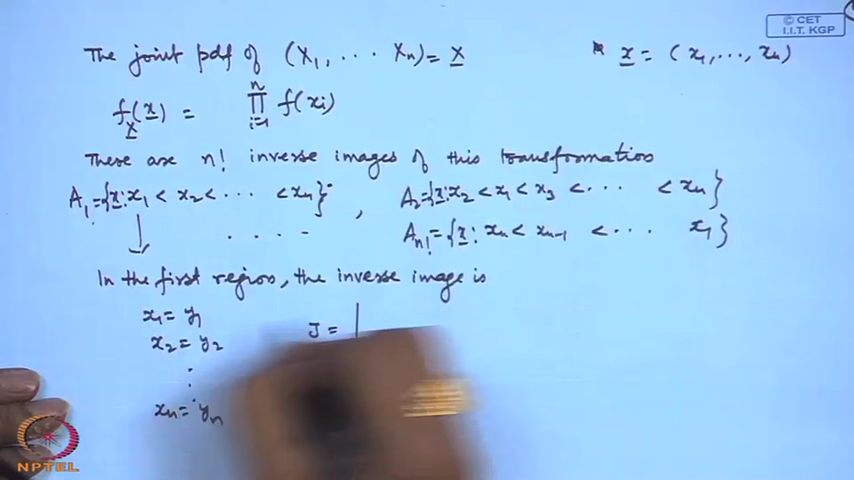 © CET
I.I.T. KGP
The joint pdf of (X₁, ··· Xₙ) = X̲
x̲ = (x₁, ..., xₙ)
f_X̲(x̲) = ∏ⁿᵢ₌₁ f(xᵢ)
There are n! inverse images of this transformation
A₁ = {x̲: x₁ < x₂ < ··· < xₙ}, A₂ = {x̲: x₂ < x₁ < x₃ < ··· < xₙ}
. . . . - Aₙ! = {x̲: xₙ < xₙ₋₁ < ··· x₁}
In the first region, the inverse image is
x₁ = y₁
J = |
x₂ = y₂
⋮
xₙ = yₙ
NPTEL